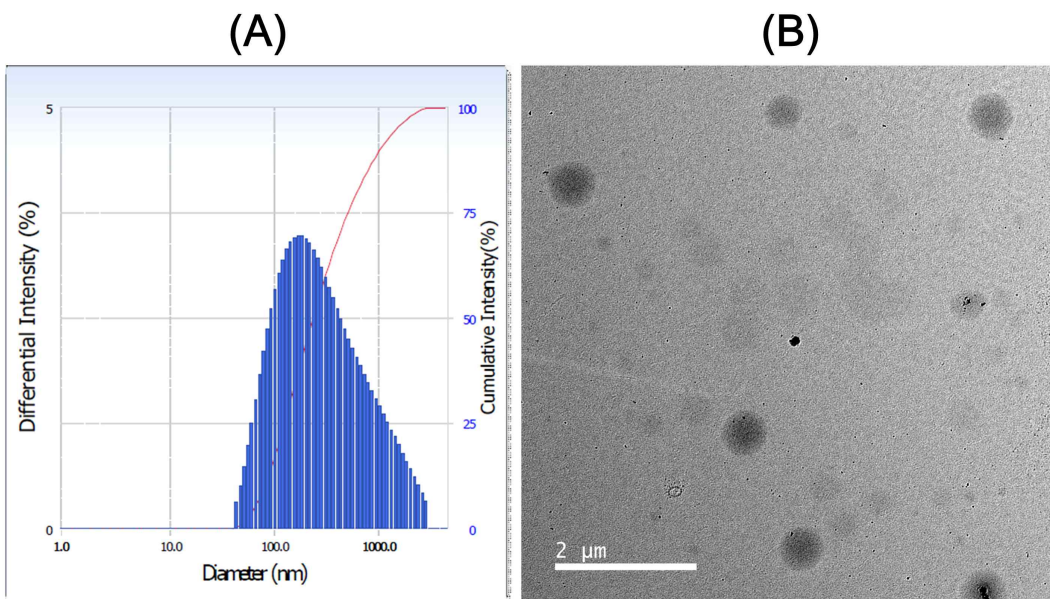 (A)
(B)
5
100
75
50
25
0
0
Differential Intensity (%)
Cumulative Intensity(%)
1.0
10.0
100.0
1000.0
Diameter (nm)
2 µm